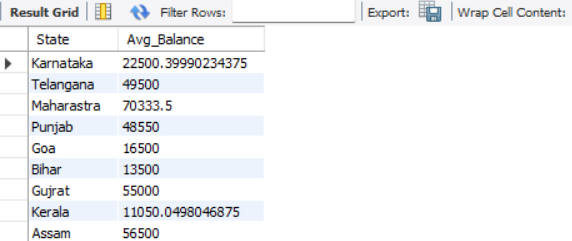 Result Grid Filter Rows: Export: Wrap Cell Content:
State Avg_Balance
Karnataka 22500.39990234375
Telangana 49500
Maharastra 70333.5
Punjab 48550
Goa 16500
Bihar 13500
Gujrat 55000
Kerala 11050.0498046875
Assam 56500